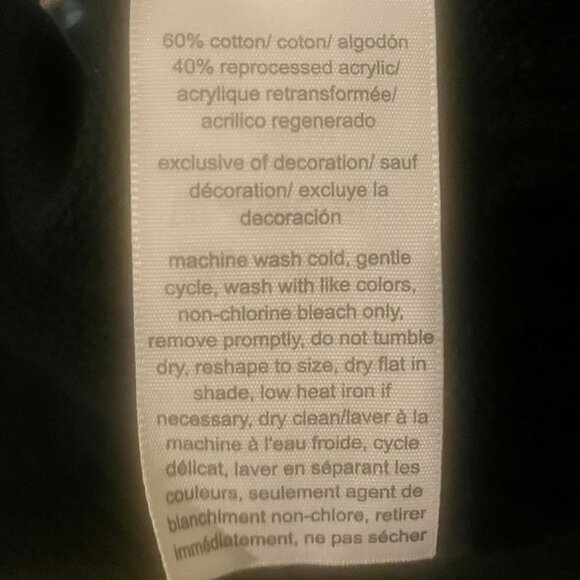 60% cotton/ coton/ algodón
40% reprocessed acrylic/
acrylique retransformée/
acrilico regenerado
exclusive of decoration/ sauf
décoration/ excluye la
decoración
machine wash cold, gentle
cycle, wash with like colors,
non-chlorine bleach only,
remove promptly, do not tumble
dry, reshape to size, dry flat in
shade, low heat iron if
necessary, dry clean/laver à la
machine à l'eau froide, cycle
délicat, laver en séparant les
couleurs, seulement agent de
blanchiment non-chlore, retirer
immédiatement, ne pas sécher